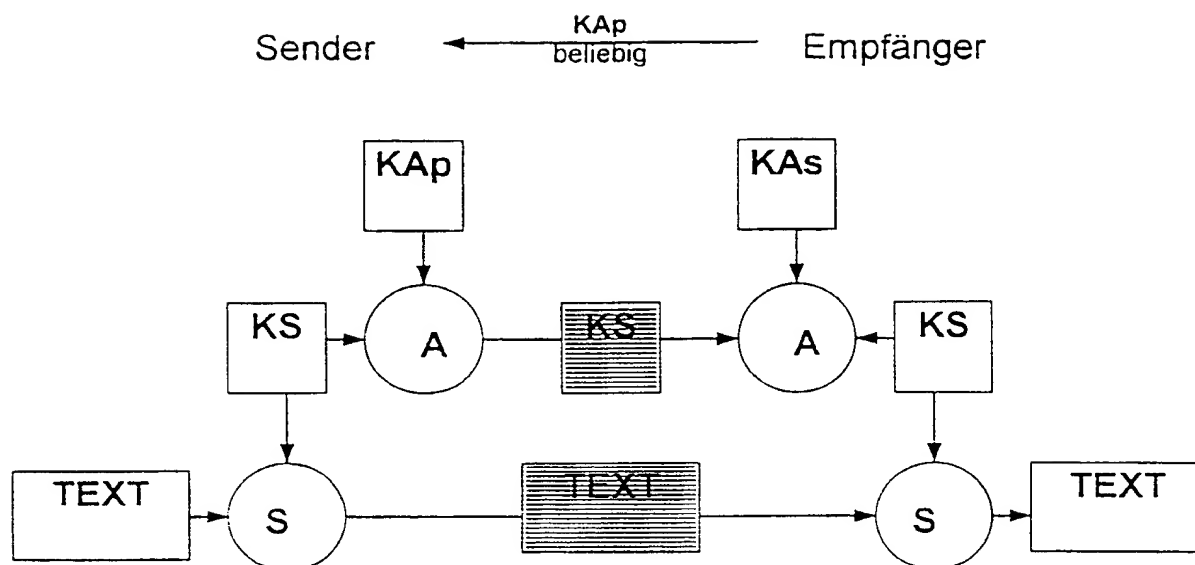 Sender KAp Empfänger
beliebig
KAp KAs
KS A KS A KS
TEXT S TEXT S TEXT